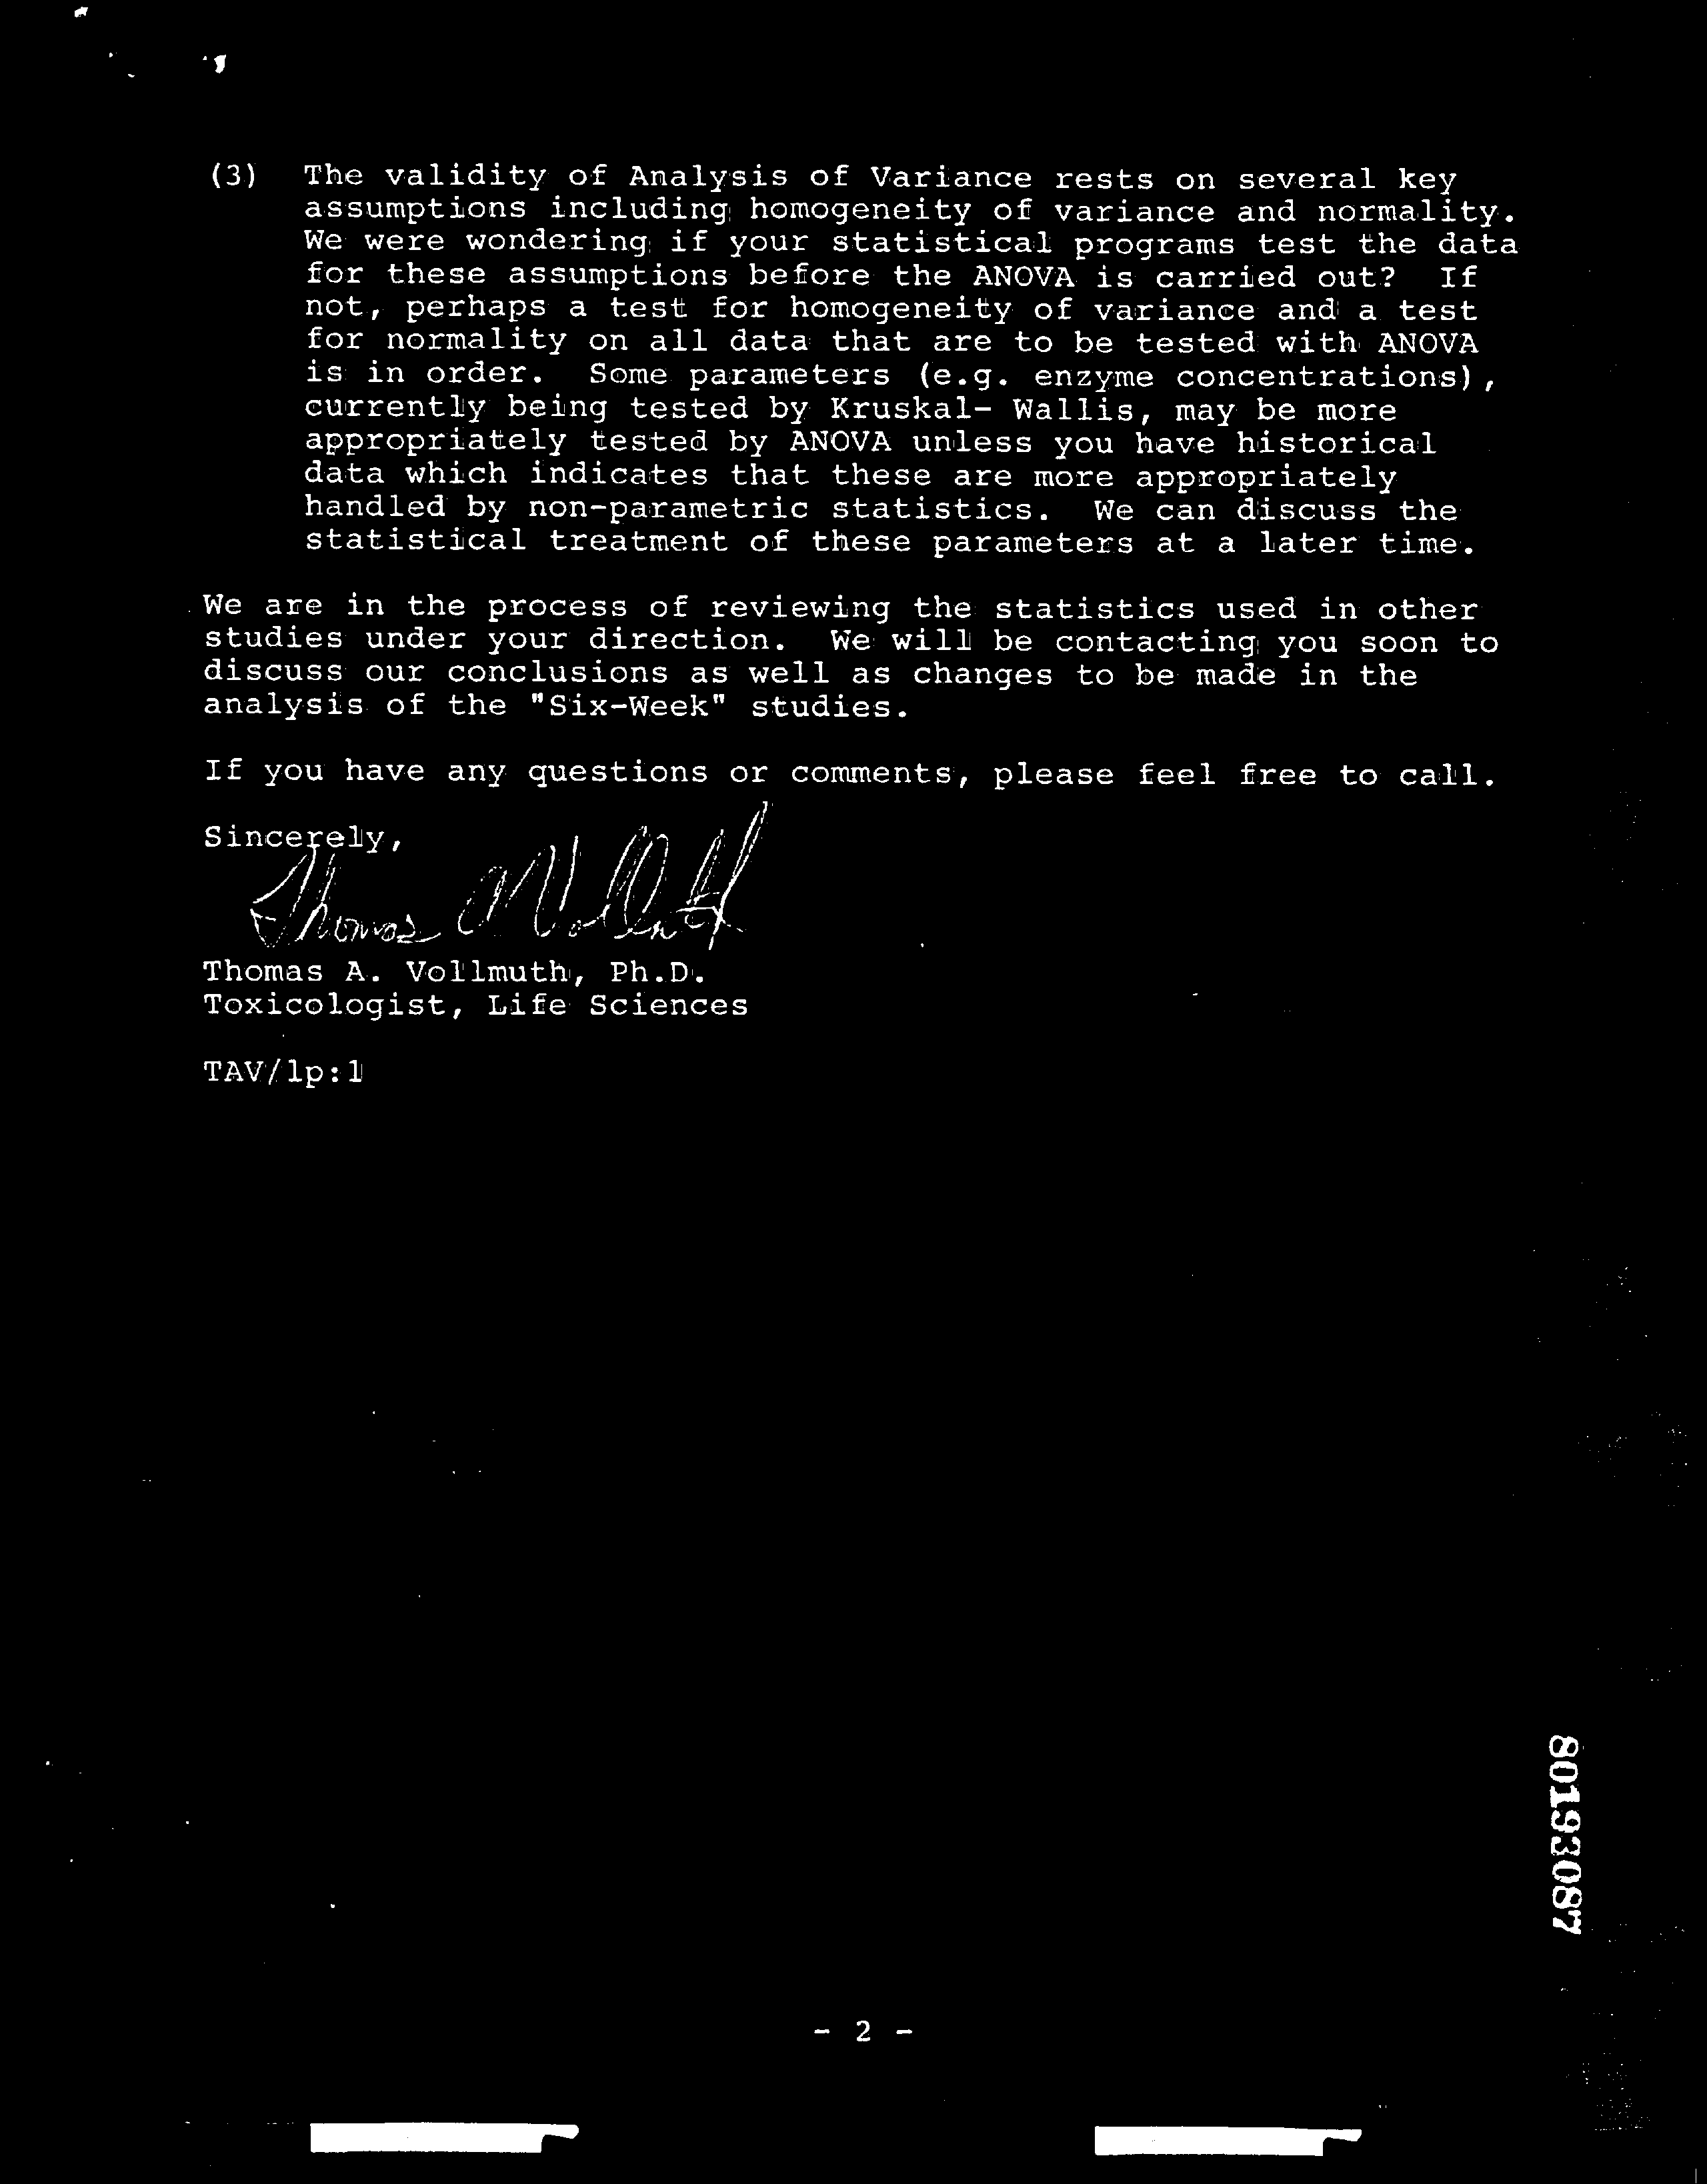 (3) The validity of Analysis of Variance rests on several key
assumptions including homogeneity of variance and normality.
We were wondering if your statistical programs test the data
for these assumptions before the ANOVA is carried out? If
not, perhaps a test for homogeneity of variance and a test
for normality on all data that are to be tested with ANOVA
is in order. Some parameters (e.g. enzyme concentrations),
currently being tested by Kruskal- Wallis, may be more
appropriately tested by ANOVA unless you have historical
data which indicates that these are more appropriately
handled by non-parametric statistics. We can discuss the
statistical treatment of these parameters at a later time.
We are in the process of reviewing the statistics used in other
studies under your direction. We will be contacting you soon to
discuss our conclusions as well as changes to be made in the
analysis of the "Six-Week" studies.
If you have any questions or comments, please feel free to call.
Sincerely,
Thomas A. Vollmuth
Thomas A. Vollmuth, Ph.D.
Toxicologist, Life Sciences
TAV/lp:1
80193087
- 2 -